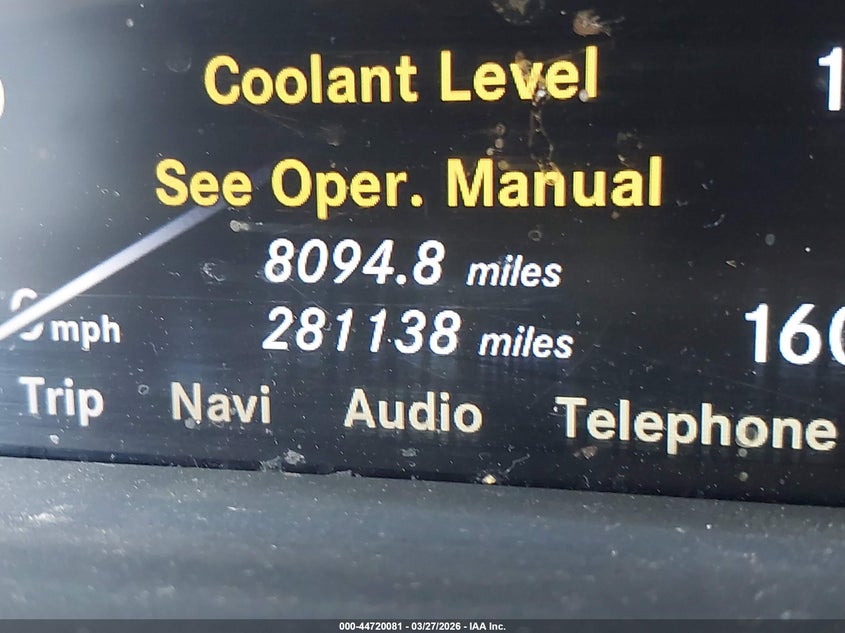 Coolant Level
See Oper. Manual
8094.8 miles
281138 miles
mph
160
Trip Navi Audio Telephone
000-44720081 - 03/27/2026 - IAA Inc.